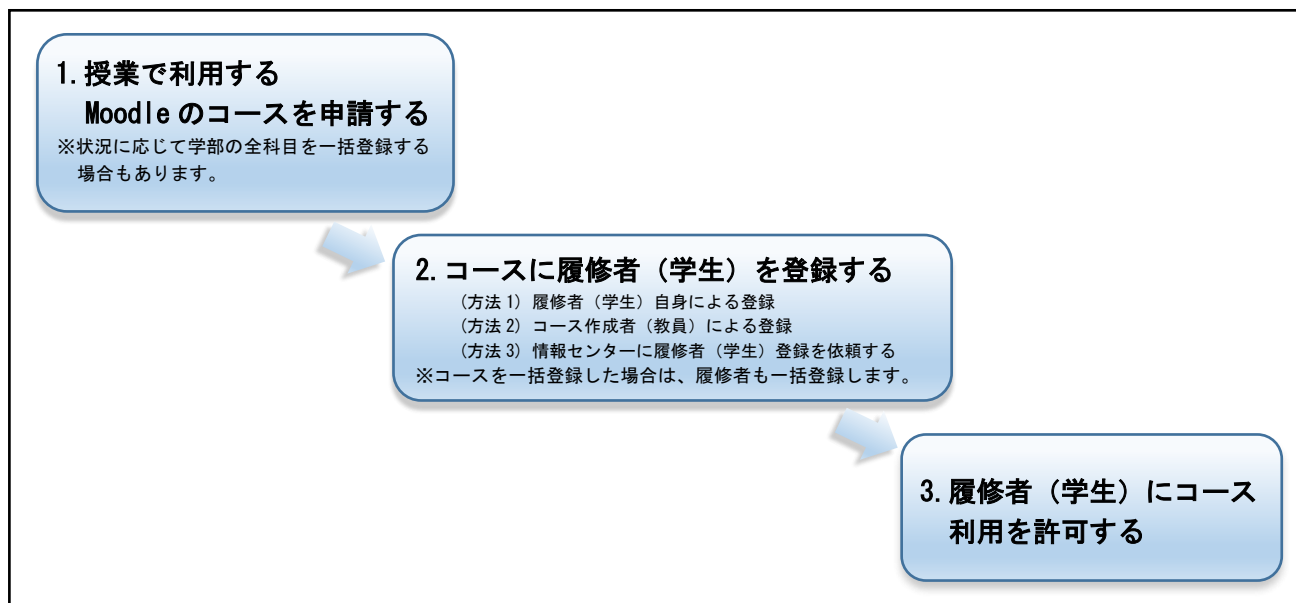 1. 授業で利用する
Moodle のコースを申請する
※状況に応じて学部の全科目を一括登録する
場合もあります。
2. コースに履修者（学生）を登録する
（方法 1）履修者（学生）自身による登録
（方法 2）コース作成者（教員）による登録
（方法 3）情報センターに履修者（学生）登録を依頼する
※コースを一括登録した場合は、履修者も一括登録します。
3. 履修者（学生）にコース
利用を許可する